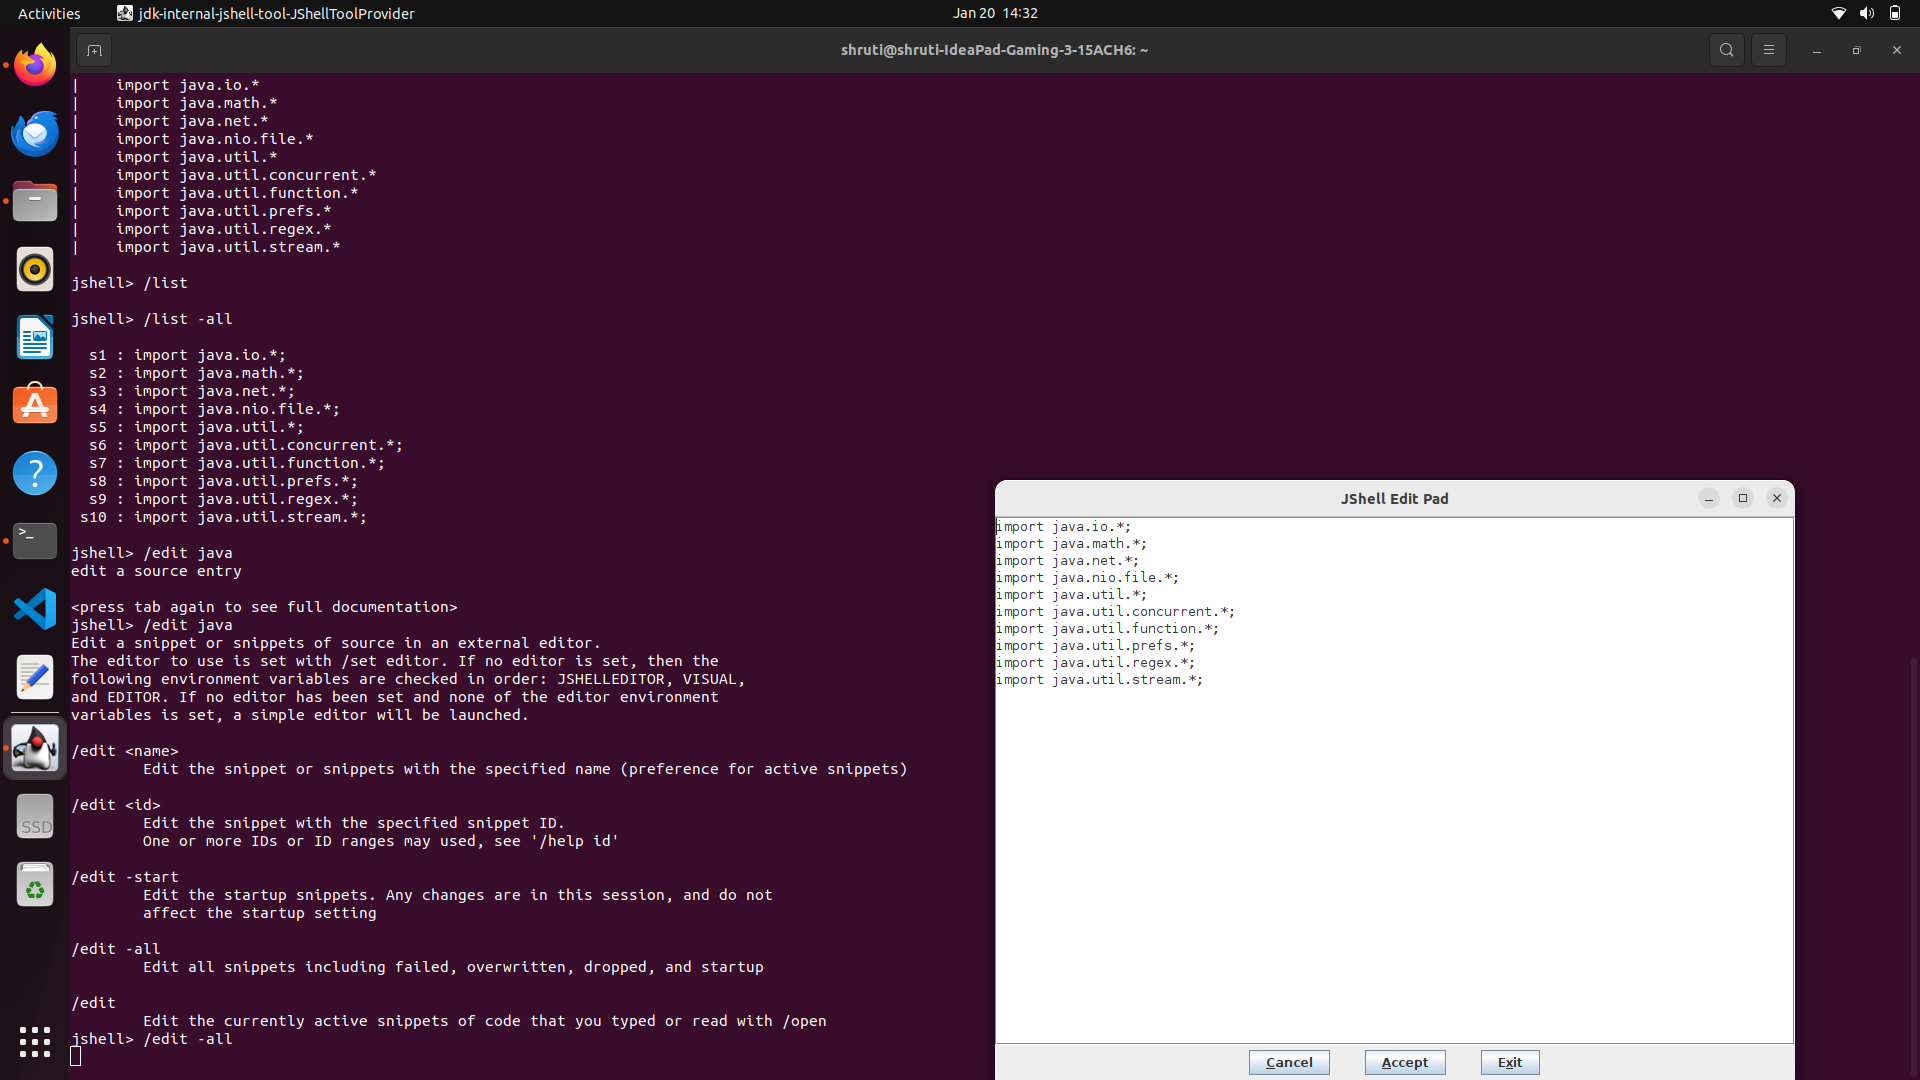 Activities
jdk-internal-jshell-tool-JShellToolProvider
Jan 20 14:32
shruti@shruti-IdeaPad-Gaming-3-15ACH6: ~
|    import java.io.*
|    import java.math.*
|    import java.net.*
|    import java.nio.file.*
|    import java.util.*
|    import java.util.concurrent.*
|    import java.util.function.*
|    import java.util.prefs.*
|    import java.util.regex.*
|    import java.util.stream.*
jshell> /list
jshell> /list -all
s1 : import java.io.*;
s2 : import java.math.*;
s3 : import java.net.*;
s4 : import java.nio.file.*;
s5 : import java.util.*;
s6 : import java.util.concurrent.*;
s7 : import java.util.function.*;
s8 : import java.util.prefs.*;
s9 : import java.util.regex.*;
s10 : import java.util.stream.*;
jshell> /edit java
edit a source entry
<press tab again to see full documentation>
jshell> /edit java
Edit a snippet or snippets of source in an external editor.
The editor to use is set with /set editor. If no editor is set, then the
following environment variables are checked in order: JSHELLEDITOR, VISUAL,
and EDITOR. If no editor has been set and none of the editor environment
variables is set, a simple editor will be launched.
/edit <name>
Edit the snippet or snippets with the specified name (preference for active snippets)
/edit <id>
Edit the snippet with the specified snippet ID.
One or more IDs or ID ranges may used, see '/help id'
/edit -start
Edit the startup snippets. Any changes are in this session, and do not
affect the startup setting
/edit -all
Edit all snippets including failed, overwritten, dropped, and startup
/edit
Edit the currently active snippets of code that you typed or read with /open
jshell> /edit -all
JShell Edit Pad
import java.io.*;
import java.math.*;
import java.net.*;
import java.nio.file.*;
import java.util.*;
import java.util.concurrent.*;
import java.util.function.*;
import java.util.prefs.*;
import java.util.regex.*;
import java.util.stream.*;
Cancel
Accept
Exit
SSD